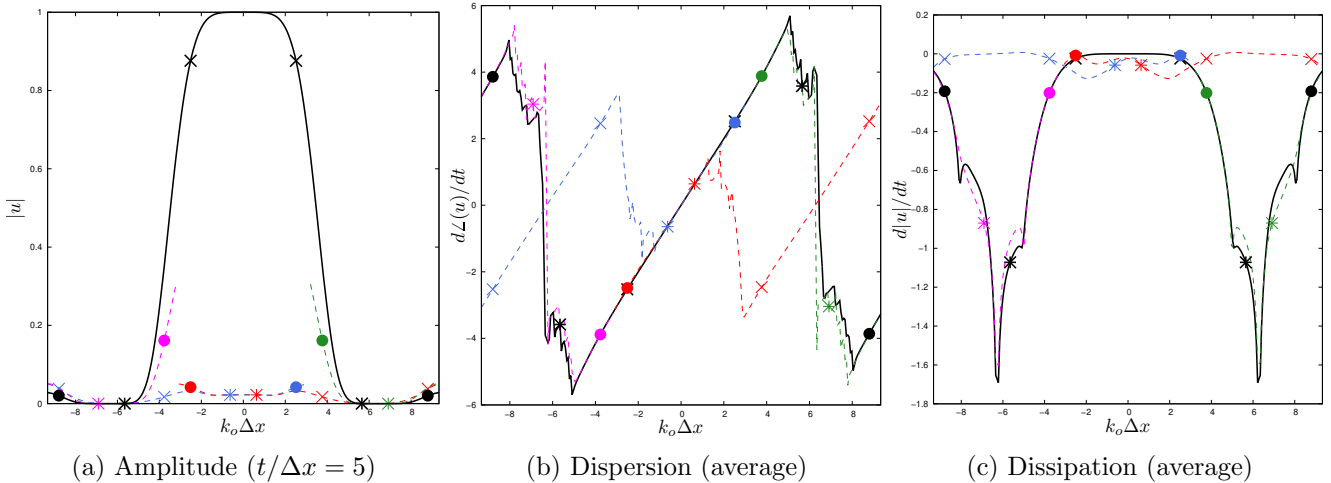 1
0.8
0.6
0.4
0.2
0
-8 -6 -4 -2 0 2 4 6 8
|u|
k_oΔx
(a) Amplitude (t/Δx = 5)
6
4
2
0
-2
-4
-6
-8 -6 -4 -2 0 2 4 6 8
d∠(u)/dt
k_oΔx
(b) Dispersion (average)
0.2
0
-0.2
-0.4
-0.6
-0.8
-1
-1.2
-1.4
-1.6
-1.8
-8 -6 -4 -2 0 2 4 6 8
d|u|/dt
k_oΔx
(c) Dissipation (average)